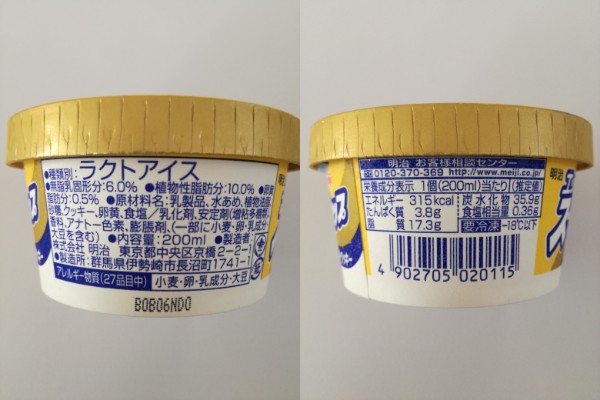 ●種類別:ラクトアイス
●無脂乳固形分:6.0% ●植物性脂肪分:10.0% ●卵
脂肪分:0.5% ●原材料名:乳製品、水あめ、植物油脂、
砂糖、クッキー、卵黄、食塩/乳化剤、安定剤(増粘多糖類)、
香料、アナトー色素、膨脹剤、(一部に小麦・卵・乳成分・
大豆を含む) ●内容量:200ml ●製造者:
株式会社 明治 東京都中央区京橋2-2-1
●製造所:群馬県伊勢崎市長沼町1741-1
アレルギー物質(27品目中) 小麦・卵・乳成分・大豆
BOBO6NDO
明治 お客様相談センター
0120-370-369 http://www.meiji.co.jp/
栄養成分表示 1個(200ml)当たり(推定値)
エネルギー 315kcal 炭水化物 35.9g
たんぱく質 3.8g 食塩相当量 0.36g
脂質 17.3g 要冷凍 -18℃以下
4 902705 020115
明治